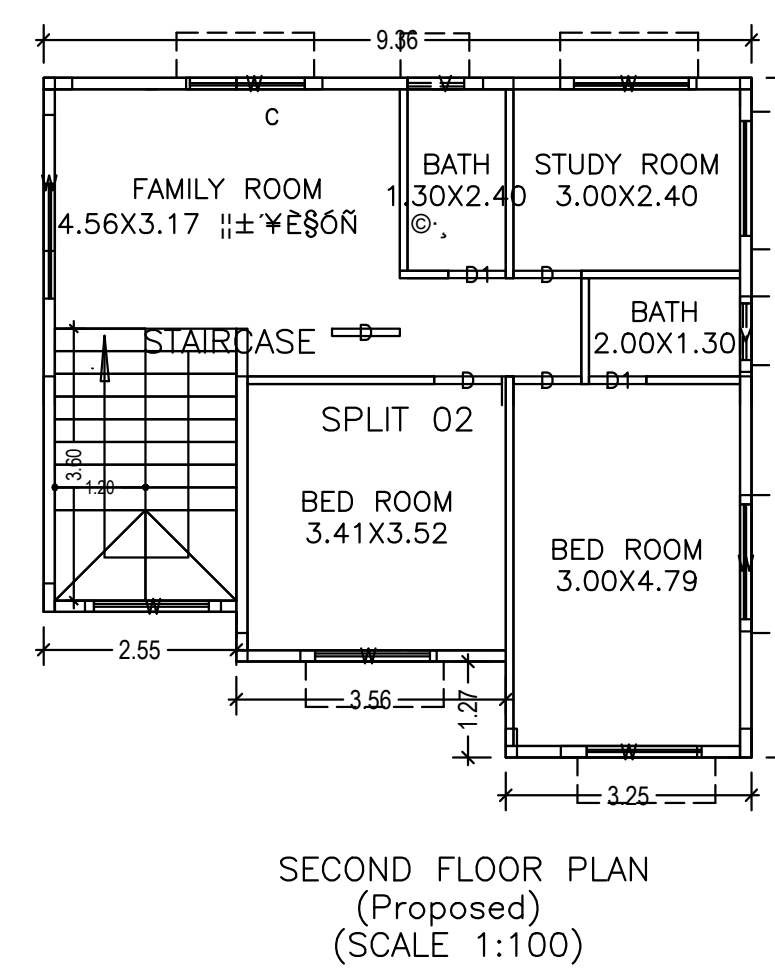 9.36
W
V
W
C
FAMILY ROOM
4.56X3.17 ¦¦±´¥È§ÓÑ
BATH
1.30X2.40
©·¸
STUDY ROOM
3.00X2.40
W
D1
D
BATH
2.00X1.30
V
STAIRCASE
D
D
D
D1
SPLIT 02
3.60
1.20
BED ROOM
3.41X3.52
BED ROOM
3.00X4.79
W
W
2.55
W
3.56
1.27
W
3.25
SECOND FLOOR PLAN
(Proposed)
(SCALE 1:100)